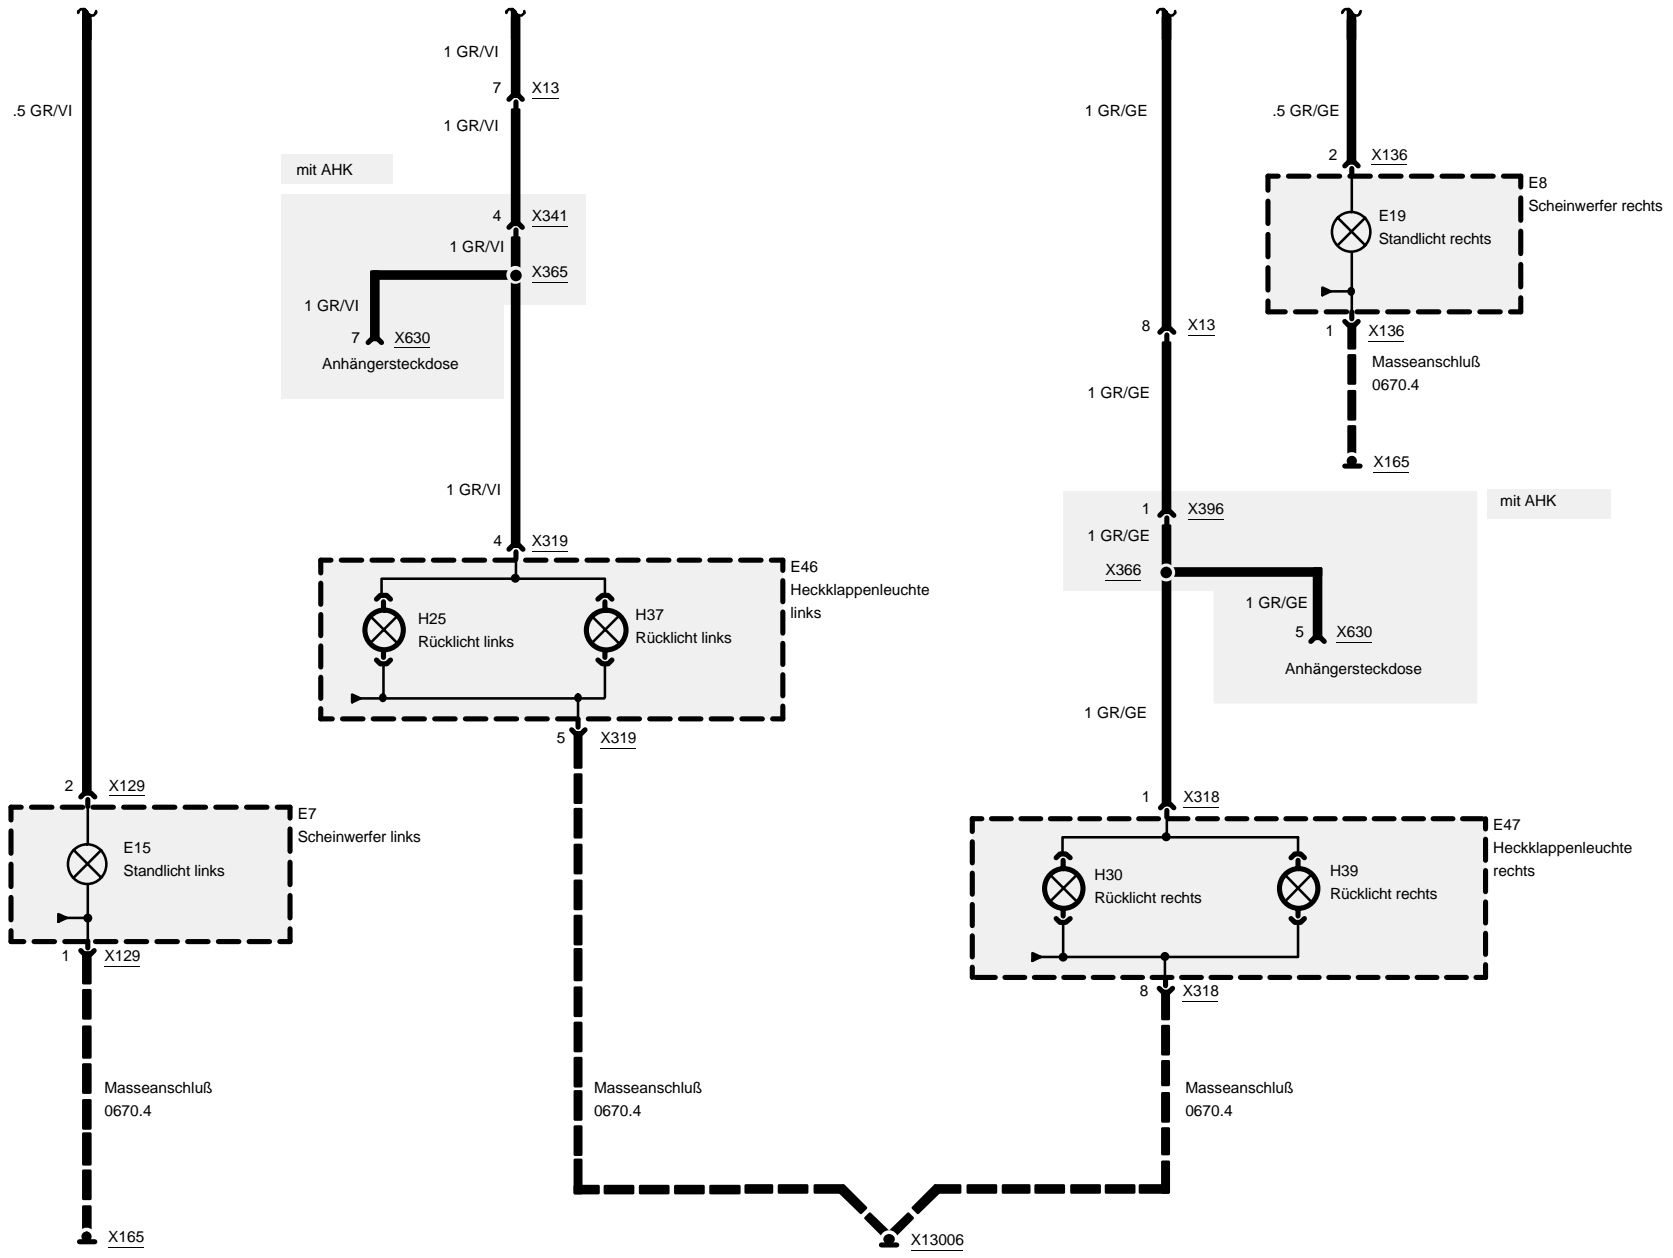 .5 GR/VI
1 GR/VI
7 X13
1 GR/VI
mit AHK
4 X341
1 GR/VI
X365
1 GR/VI
7 X630
Anhängersteckdose
1 GR/VI
4 X319
E46
Heckklappenleuchte
links
H25
Rücklicht links
H37
Rücklicht links
5 X319
2 X129
E7
Scheinwerfer links
E15
Standlicht links
1 X129
Masseanschluß
0670.4
X165
Masseanschluß
0670.4
1 GR/GE
.5 GR/GE
2 X136
E8
Scheinwerfer rechts
E19
Standlicht rechts
8 X13
1 X136
Masseanschluß
0670.4
1 GR/GE
X165
mit AHK
1 X396
1 GR/GE
X366
1 GR/GE
5 X630
Anhängersteckdose
1 GR/GE
1 X318
E47
Heckklappenleuchte
rechts
H30
Rücklicht rechts
H39
Rücklicht rechts
8 X318
Masseanschluß
0670.4
X13006